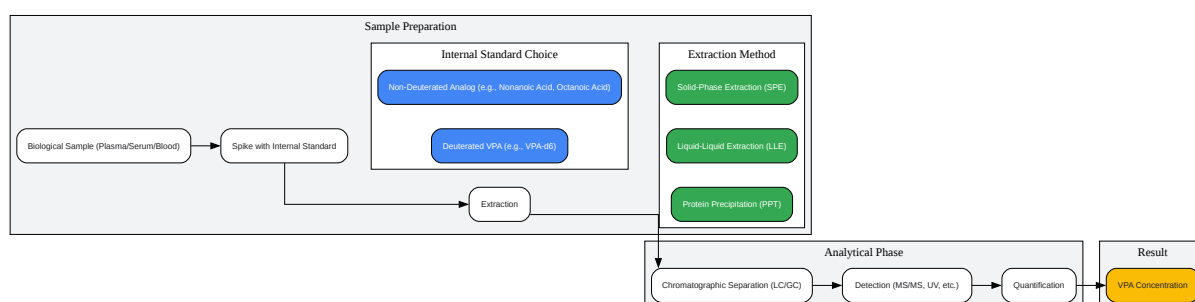 Sample Preparation
Internal Standard Choice
Extraction Method
Non-Deuterated Analog (e.g., Nonanoic Acid, Octanoic Acid)
Solid-Phase Extraction (SPE)
Biological Sample (Plasma/Serum/Blood)
Spike with Internal Standard
Deuterated VPA (e.g., VPA-d6)
Liquid-Liquid Extraction (LLE)
Extraction
Protein Precipitation (PPT)
Analytical Phase
Result
Chromatographic Separation (LC/GC)
Detection (MS/MS, UV, etc.)
Quantification
VPA Concentration